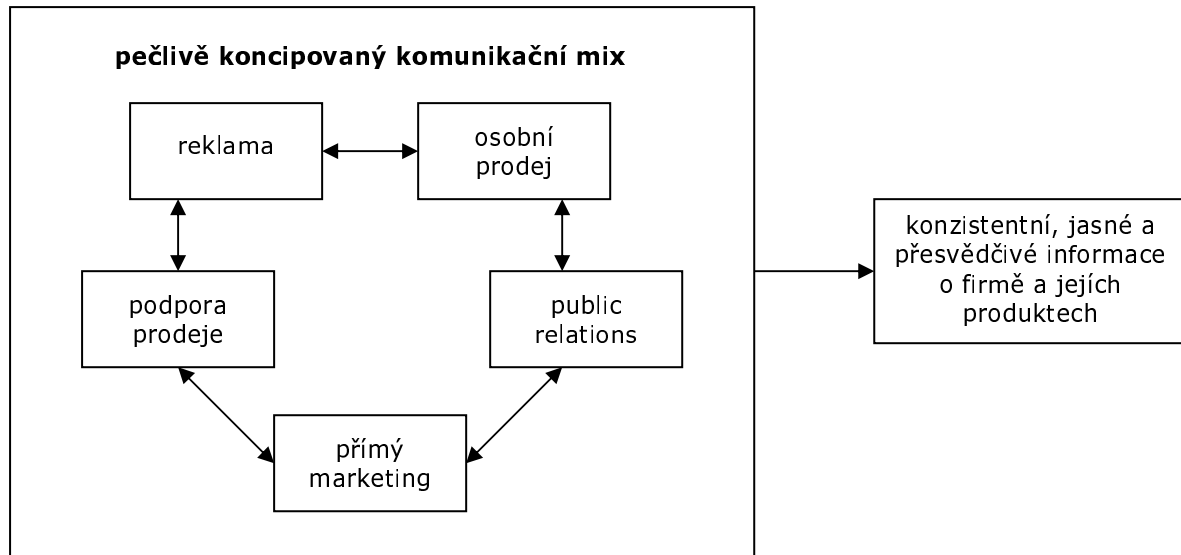 pečlivě koncipovaný komunikační mix
reklama
osobní
prodej
podpora
prodeje
public
relations
přímý
marketing
konzistentní, jasné a
přesvědčivé informace
o firmě a jejích
produktech